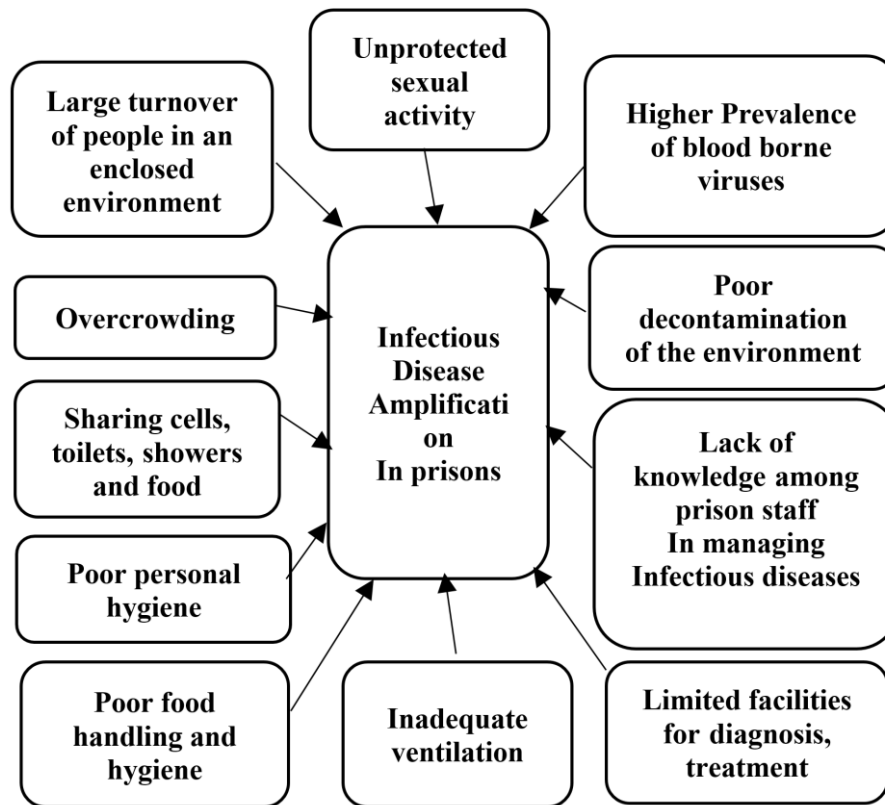 Unprotected
sexual
activity
Large turnover
of people in an
enclosed
environment
Higher Prevalence
of blood borne
viruses
Overcrowding
Infectious
Disease
Amplificati
on
In prisons
Poor
decontamination
of the environment
Sharing cells,
toilets, showers
and food
Lack of
knowledge among
prison staff
In managing
Infectious diseases
Poor personal
hygiene
Poor food
handling and
hygiene
Inadequate
ventilation
Limited facilities
for diagnosis,
treatment